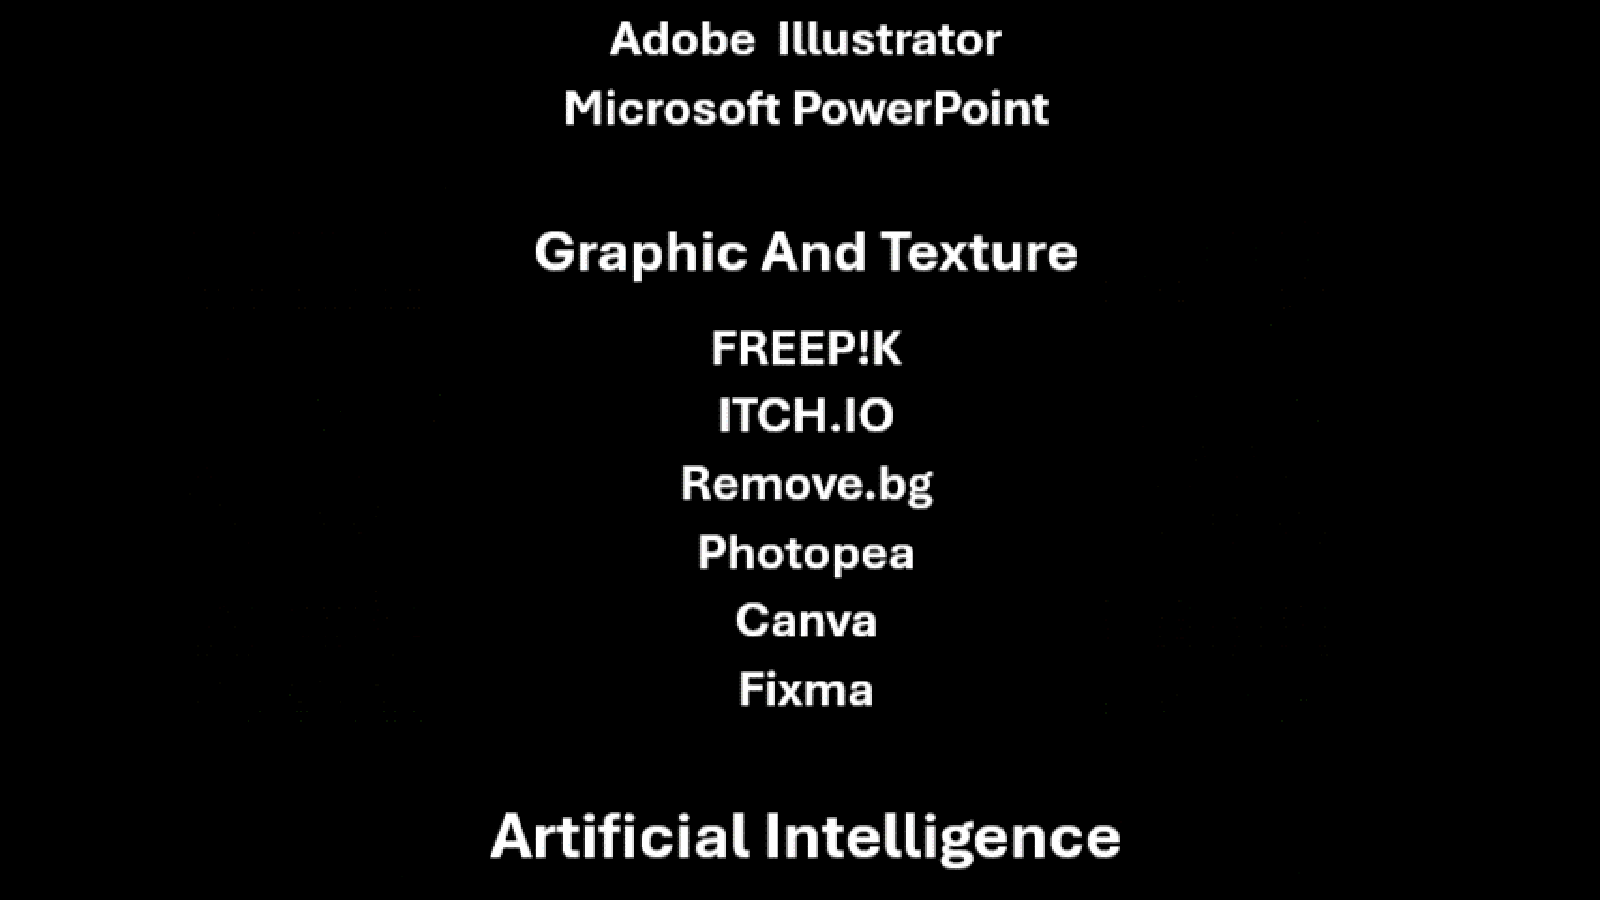 Adobe  Illustrator
Microsoft PowerPoint
Graphic And Texture
FREEP!K
ITCH.IO
Remove.bg
Photopea
Canva
Fixma
Artificial Intelligence